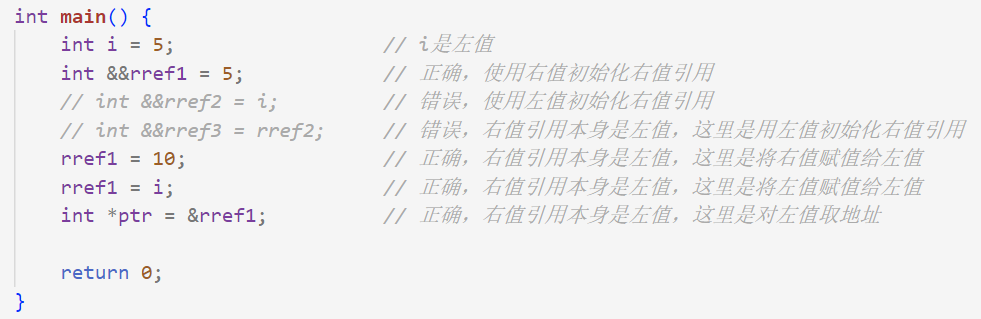 int main() {
    int i = 5;                  // i是左值
    int &&rref1 = 5;            // 正确，使用右值初始化右值引用
    // int &&rref2 = i;         // 错误，使用左值初始化右值引用
    // int &&rref3 = rref2;     // 错误，右值引用本身是左值，这里是用左值初始化右值引用
    rref1 = 10;                 // 正确，右值引用本身是左值，这里是将右值赋值给左值
    rref1 = i;                  // 正确，右值引用本身是左值，这里是将左值赋值给左值
    int *ptr = &rref1;          // 正确，右值引用本身是左值，这里是对左值取地址
    return 0;
}